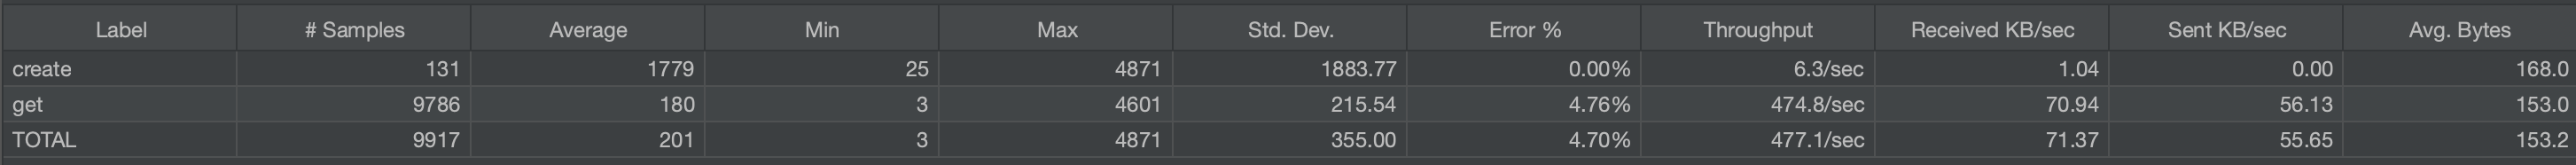 Label # Samples Average Min Max Std. Dev. Error % Throughput Received KB/sec Sent KB/sec Avg. Bytes
create 131 1779 25 4871 1883.77 0.00% 6.3/sec 1.04 0.00 168.0
get 9786 180 3 4601 215.54 4.76% 474.8/sec 70.94 56.13 153.0
TOTAL 9917 201 3 4871 355.00 4.70% 477.1/sec 71.37 55.65 153.2